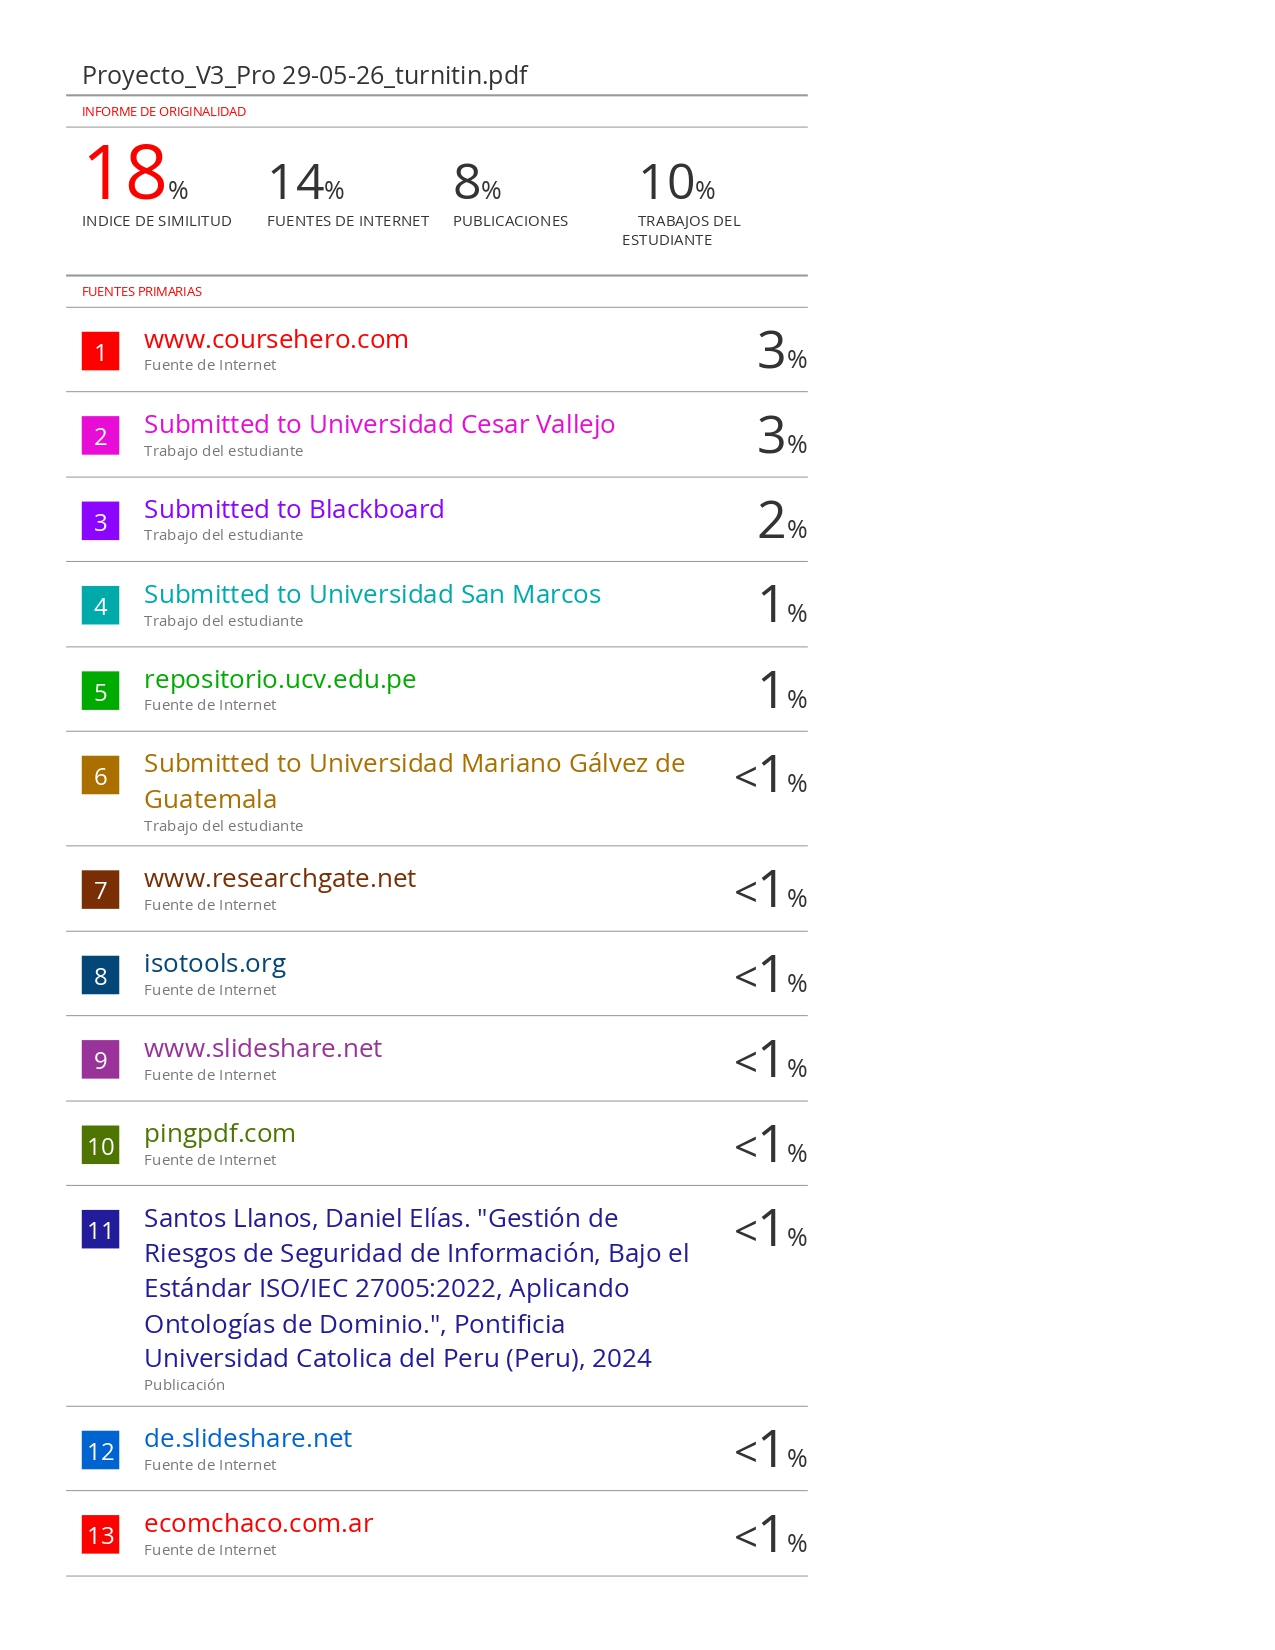 Proyecto_V3_Pro 29-05-26_turnitin.pdf
INFORME DE ORIGINALIDAD
18% 14% 8% 10%
INDICE DE SIMILITUD FUENTES DE INTERNET PUBLICACIONES TRABAJOS DEL
ESTUDIANTE
FUENTES PRIMARIAS
1 www.coursehero.com 3%
Fuente de Internet
2 Submitted to Universidad Cesar Vallejo 3%
Trabajo del estudiante
3 Submitted to Blackboard 2%
Trabajo del estudiante
4 Submitted to Universidad San Marcos 1%
Trabajo del estudiante
5 repositorio.ucv.edu.pe 1%
Fuente de Internet
6 Submitted to Universidad Mariano Gálvez de <1%
Guatemala
Trabajo del estudiante
7 www.researchgate.net <1%
Fuente de Internet
8 isotools.org <1%
Fuente de Internet
9 www.slideshare.net <1%
Fuente de Internet
10 pingpdf.com <1%
Fuente de Internet
11 Santos Llanos, Daniel Elías. "Gestión de <1%
Riesgos de Seguridad de Información, Bajo el
Estándar ISO/IEC 27005:2022, Aplicando
Ontologías de Dominio.", Pontificia
Universidad Catolica del Peru (Peru), 2024
Publicación
12 de.slideshare.net <1%
Fuente de Internet
13 ecomchaco.com.ar <1%
Fuente de Internet